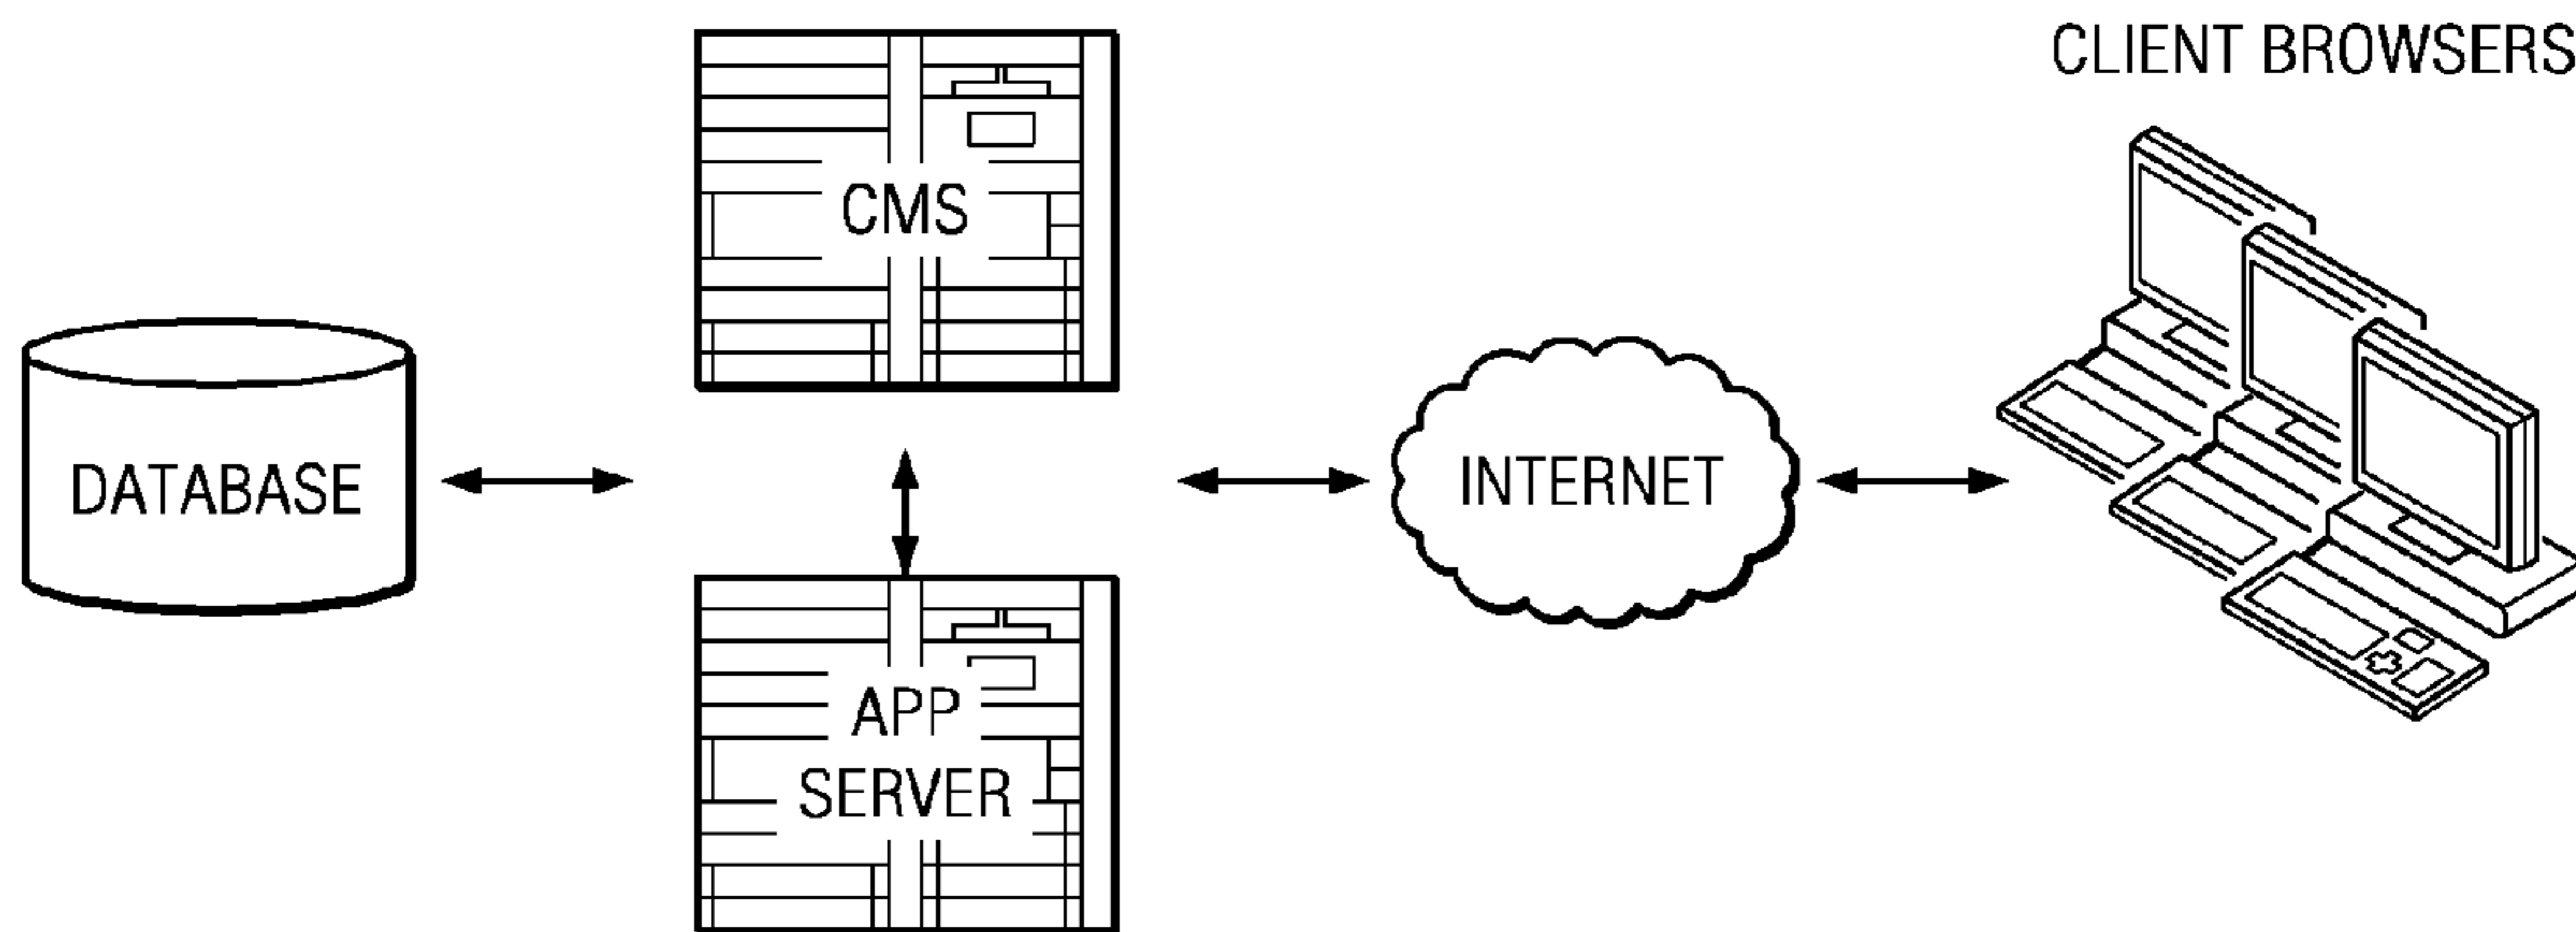 CLIENT BROWSERS
CMS
DATABASE
INTERNET
APP
SERVER